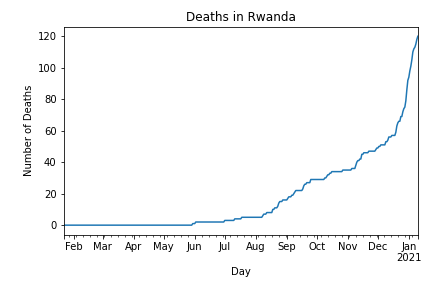 Deaths in Rwanda
120
100
80
60
40
20
0
Number of Deaths
Feb Mar Apr May Jun Jul Aug Sep Oct Nov Dec Jan
2021
Day